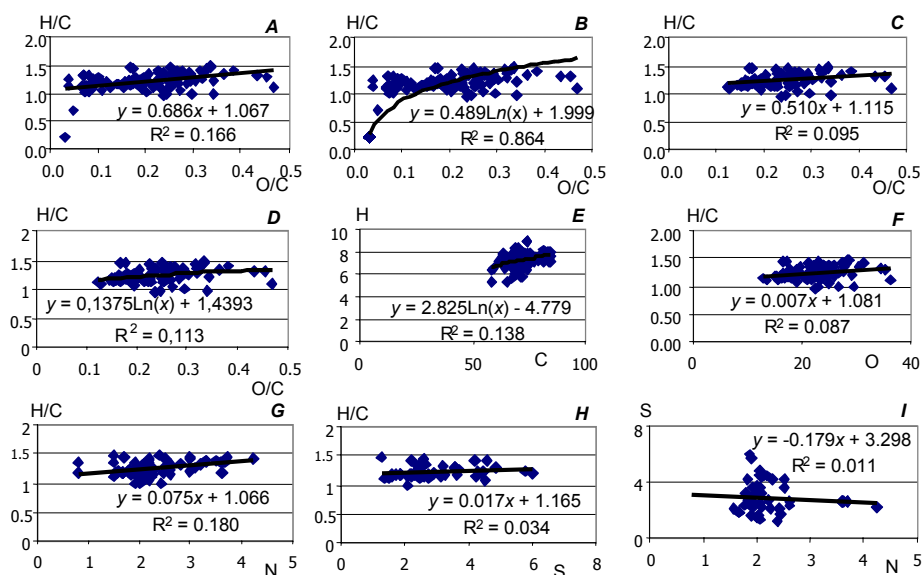 H/C
A
2.0
1.5
1.0
0.5
0.0
y = 0.686x + 1.067
R2 = 0.166
0 0.1 0.2 0.3 0.4 0.5
O/C
H/C
B
2.0
1.5
1.0
0.5
0.0
y = 0.489Ln(x) + 1.999
R2 = 0.864
0 0.1 0.2 0.3 0.4 0.5
O/C
H/C
C
2.0
1.5
1.0
0.5
0.0
y = 0.510x + 1.115
R2 = 0.095
0 0.1 0.2 0.3 0.4 0.5
O/C
H/C
D
2
1.5
1
0.5
0
y = 0,1375Ln(x) + 1,4393
R2 = 0,113
0 0.1 0.2 0.3 0.4 0.5
O/C
H
E
10
8
6
4
2
0
y = 2.825Ln(x) - 4.779
R2 = 0.138
0 50 100
C
H/C
F
2.00
1.50
1.00
0.50
0.00
y = 0.007x + 1.081
R2 = 0.087
0 20 40
O
H/C
G
2
1.5
1
0.5
0
y = 0.075x + 1.066
R2 = 0.180
0 1 2 3 4 5
N
H/C
H
2
1.5
1
0.5
0
y = 0.017x + 1.165
R2 = 0.034
0 2 4 6 8
S
S
I
8
4
0
y = -0.179x + 3.298
R2 = 0.011
0 1 2 3 4 5
N